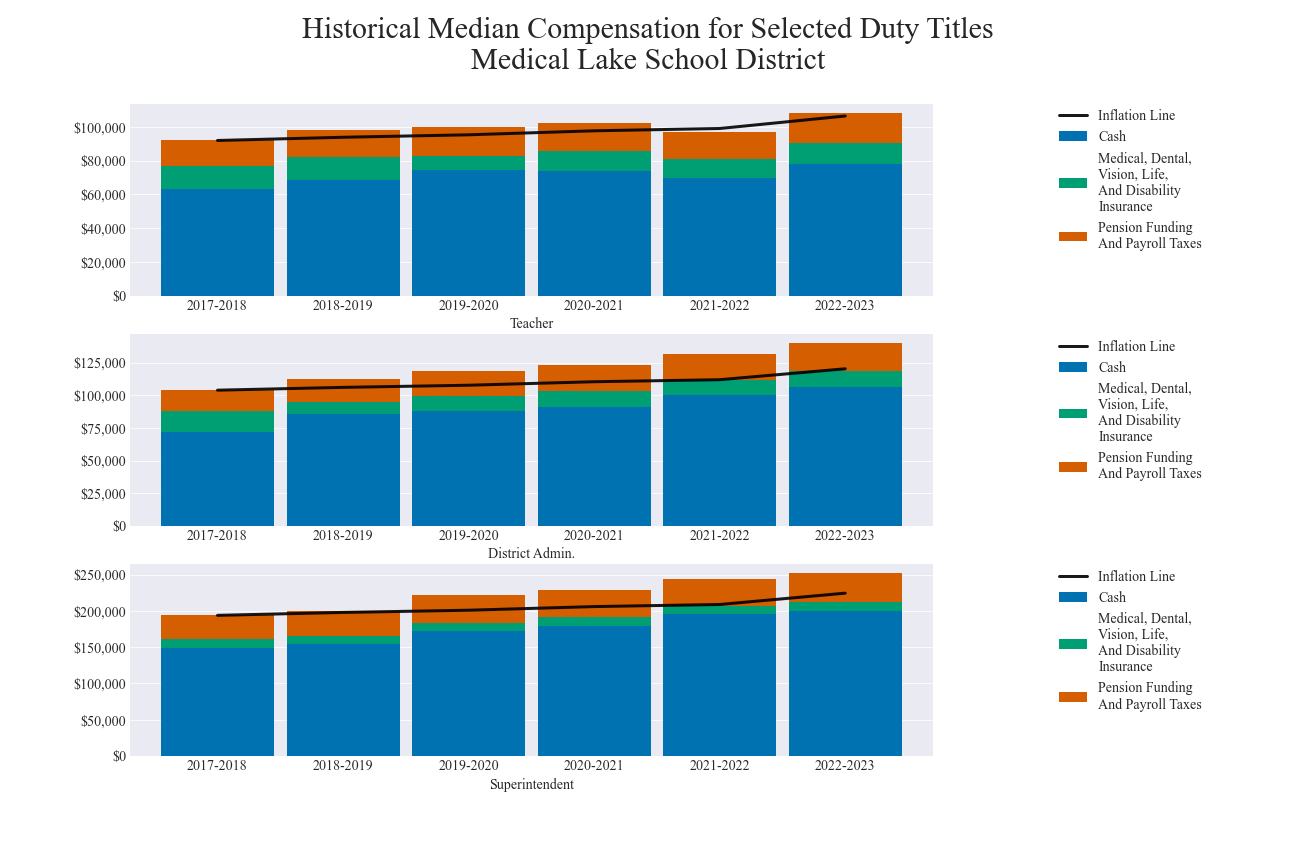 Historical Median Compensation for Selected Duty Titles
Medical Lake School District
$100,000
$80,000
$60,000
$40,000
$20,000
$0
2017-2018 2018-2019 2019-2020 2020-2021 2021-2022 2022-2023
Teacher
Inflation Line
Cash
Medical, Dental,
Vision, Life,
And Disability
Insurance
Pension Funding
And Payroll Taxes
$125,000
$100,000
$75,000
$50,000
$25,000
$0
2017-2018 2018-2019 2019-2020 2020-2021 2021-2022 2022-2023
District Admin.
Inflation Line
Cash
Medical, Dental,
Vision, Life,
And Disability
Insurance
Pension Funding
And Payroll Taxes
$250,000
$200,000
$150,000
$100,000
$50,000
$0
2017-2018 2018-2019 2019-2020 2020-2021 2021-2022 2022-2023
Superintendent
Inflation Line
Cash
Medical, Dental,
Vision, Life,
And Disability
Insurance
Pension Funding
And Payroll Taxes